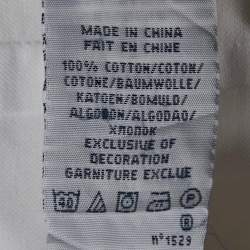 MADE IN CHINA
FAIT EN CHINE
100% COTTON/COTON/
COTONE/BAUMWOLLE/
KATOEN/BOMULD/
ALGODON/ALGODAO/
ХЛОПОК
EXCLUSIVE OF
DECORATION
GARNITURE EXCLUE
40
P
R
n°1529